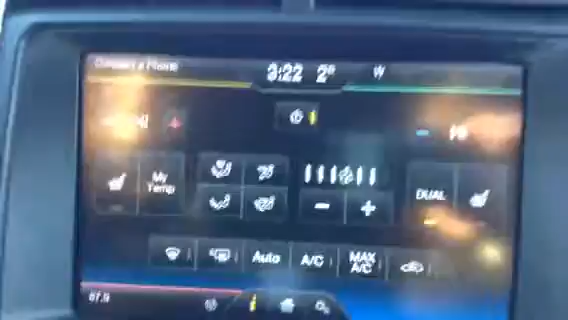 Connect a Phone
3:22 2° W
My Temp
DUAL
Auto A/C MAX A/C
87.9